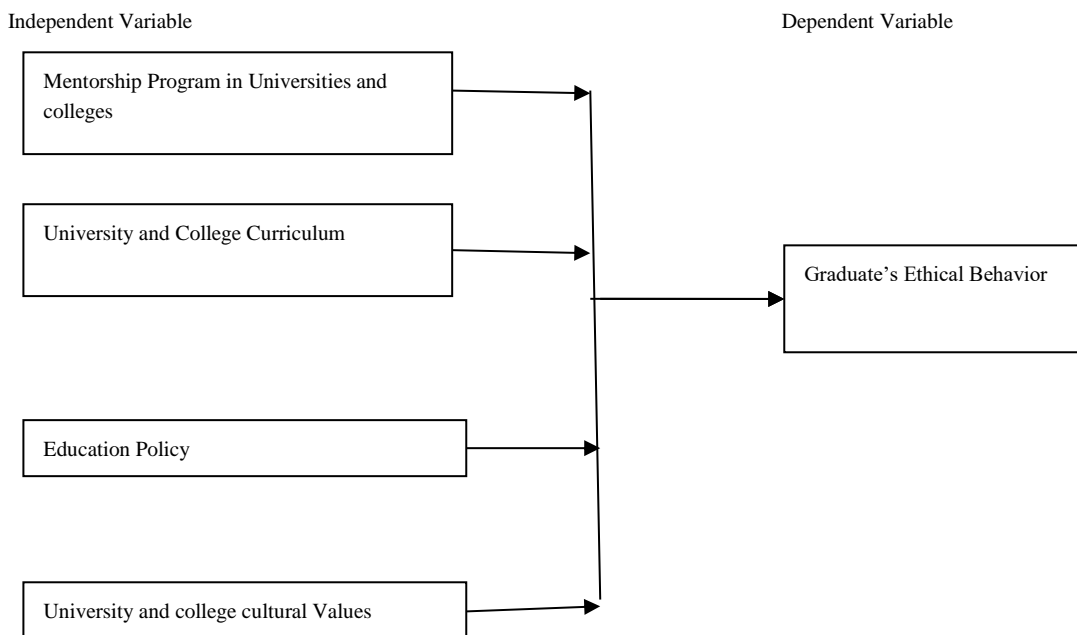 Independent Variable
Dependent Variable
Mentorship Program in Universities and
colleges
University and College Curriculum
Graduate’s Ethical Behavior
Education Policy
University and college cultural Values